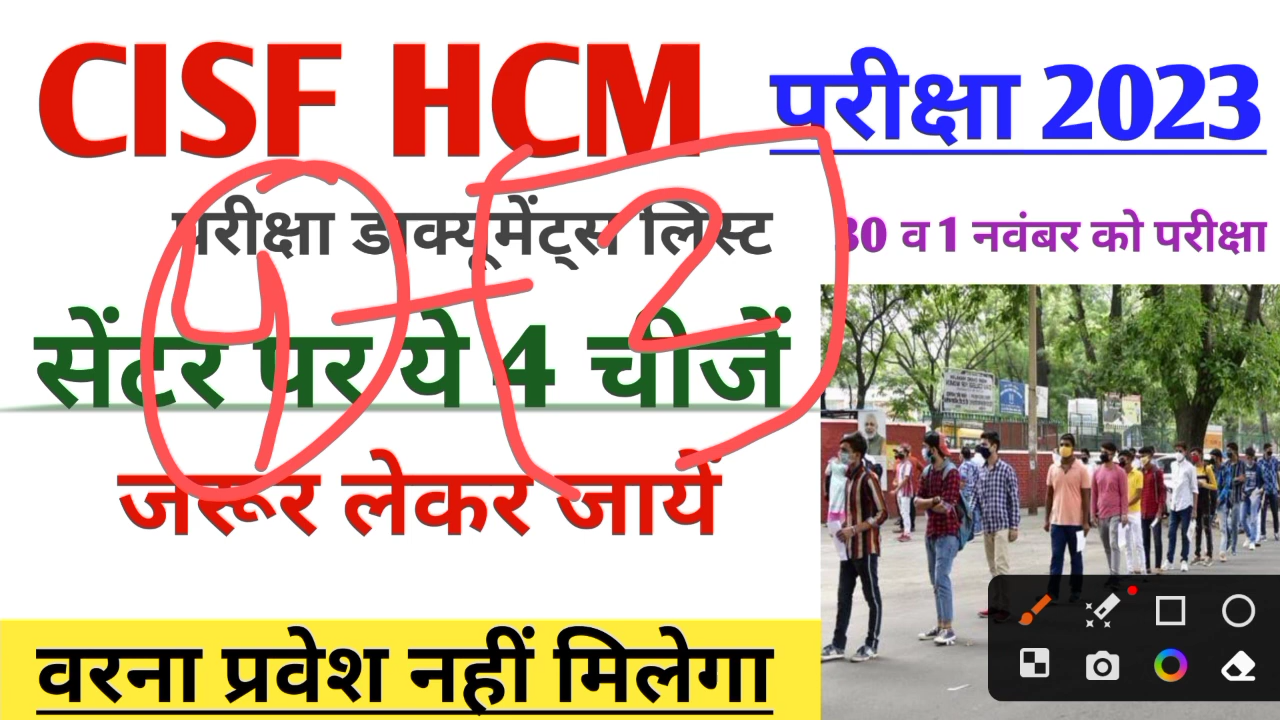 CISF HCM
परीक्षा 2023
परीक्षा डाक्यूमेंट्स लिस्ट
30 व 1 नवंबर को परीक्षा
सेंटर पर ये 4 चीजें
जरूर लेकर जायें
वरना प्रवेश नहीं मिलेगा
4
2